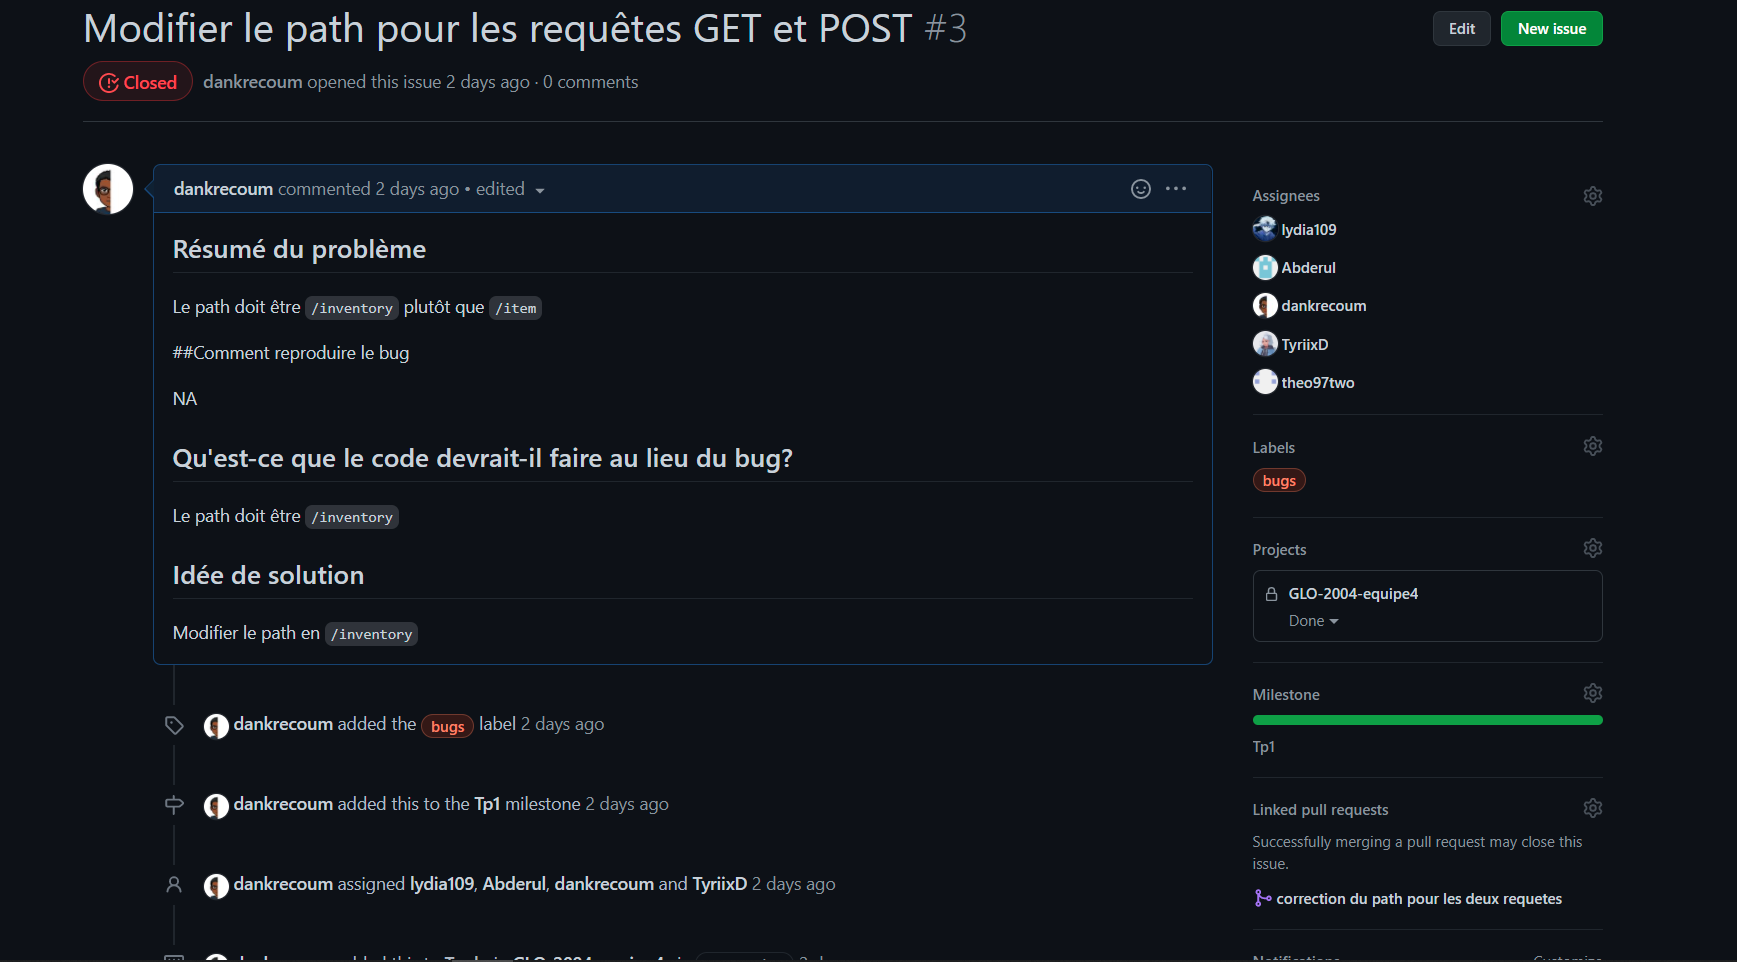 Modifier le path pour les requêtes GET et POST #3
Edit
New issue
Closed
dankrecoum opened this issue 2 days ago · 0 comments
dankrecoum commented 2 days ago • edited
Résumé du problème
Le path doit être /inventory plutôt que /item
##Comment reproduire le bug
NA
Qu'est-ce que le code devrait-il faire au lieu du bug?
Le path doit être /inventory
Idée de solution
Modifier le path en /inventory
dankrecoum added the bugs label 2 days ago
dankrecoum added this to the Tp1 milestone 2 days ago
dankrecoum assigned lydia109, Abderul, dankrecoum and TyriixD 2 days ago
Assignees
lydia109
Abderul
dankrecoum
TyriixD
theo97two
Labels
bugs
Projects
GLO-2004-equipe4
Done
Milestone
Tp1
Linked pull requests
Successfully merging a pull request may close this
issue.
correction du path pour les deux requetes
Notifications
Customize